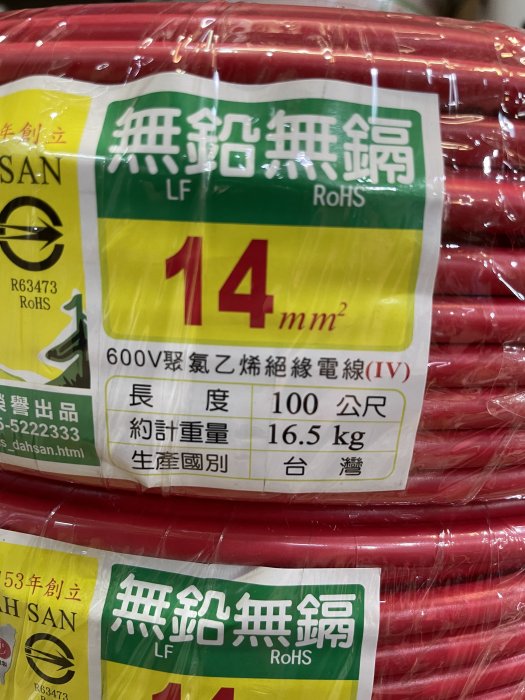 年創立
SAN
R63473
RoHS
榮譽出品
5-5222333
s_dahsan.html
無鉛無鎘
LF RoHS
14mm²
600V聚氯乙烯絕緣電線(IV)
長度 100 公尺
約計重量 16.5 kg
生產國別 台灣
53年創立
AH SAN
R63473
無鉛無鎘
LF RoHS
14